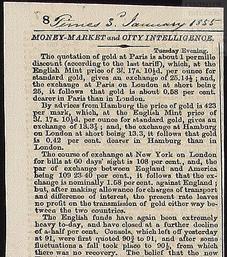 8 Times 3d January 1855
MONEY-MARKET and CITY INTELLIGENCE.
Tuesday Evening.
The quotation of gold at Paris is about 1 permille
discount (according to the last tariff), which, at the
English Mint price of 3l. 17s. 10½d. per ounce for
standard gold, gives an exchange of 25.14½; and,
the exchange at Paris on London at short being
25, it follows that gold is about 0.58 per cent.
dearer in Paris than in London.
By advices from Hamburg the price of gold is 423
per mark, which, at the English Mint price of
3l. 17s. 10½d. per ounce for standard gold, gives an
exchange of 13.3¾; and, the exchange at Hamburg
on London at short being 13.3, it follows that gold
is 0.42 per cent. dearer in Hamburg than in
London.
The course of exchange at New York on London
for bills at 60 days' sight is 108 per cent., and, the
par of exchange between England and America
being 109 23-40 per cent., it follows that the ex-
change is nominally 1.58 per cent. against England;
but, after making allowance for charges of transport
and difference of interest, the present rate leaves
no profit on the transmission of gold either way be-
tween the two countries.
The English funds have again been extremely
heavy to-day, and have closed at a further decline
of a-half per cent. Consols, which left off yesterday
at 91, were first quoted 90¾ to 91, and after some
fluctuations a fall took place to 90½, from which
there was no recovery. The belief that the new